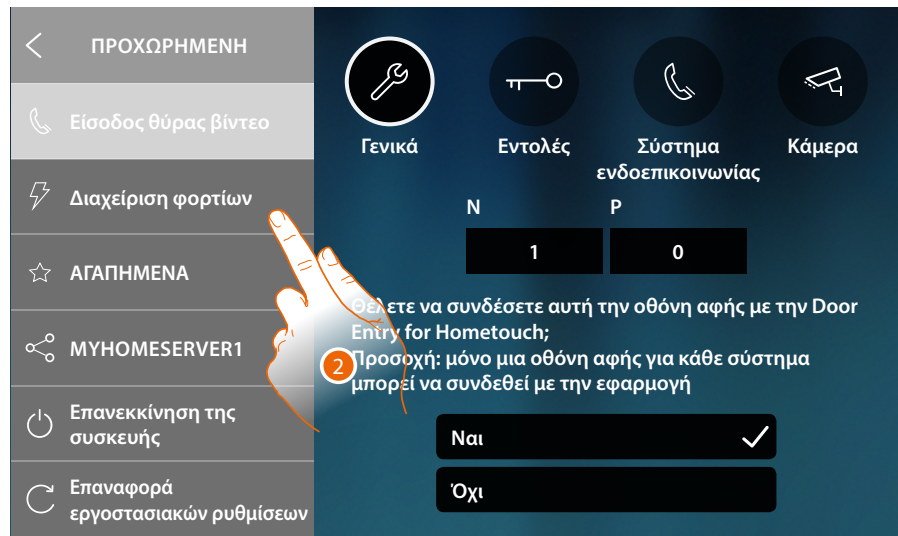 ΠΡΟΧΩΡΗΜΕΝΗ
Είσοδος θύρας βίντεο
Διαχείριση φορτίων
ΑΓΑΠΗΜΕΝΑ
MYHOMESERVER1
Επανεκκίνηση της
συσκευής
Επαναφορά
εργοστασιακών ρυθμίσεων
Γενικά
Εντολές
Σύστημα
ενδοεπικοινωνίας
Κάμερα
N
P
1
0
Θέλετε να συνδέσετε αυτή την οθόνη αφής με την Door
Entry for Hometouch;
Προσοχή: μόνο μια οθόνη αφής για κάθε σύστημα
μπορεί να συνδεθεί με την εφαρμογή
2
Ναι
Όχι